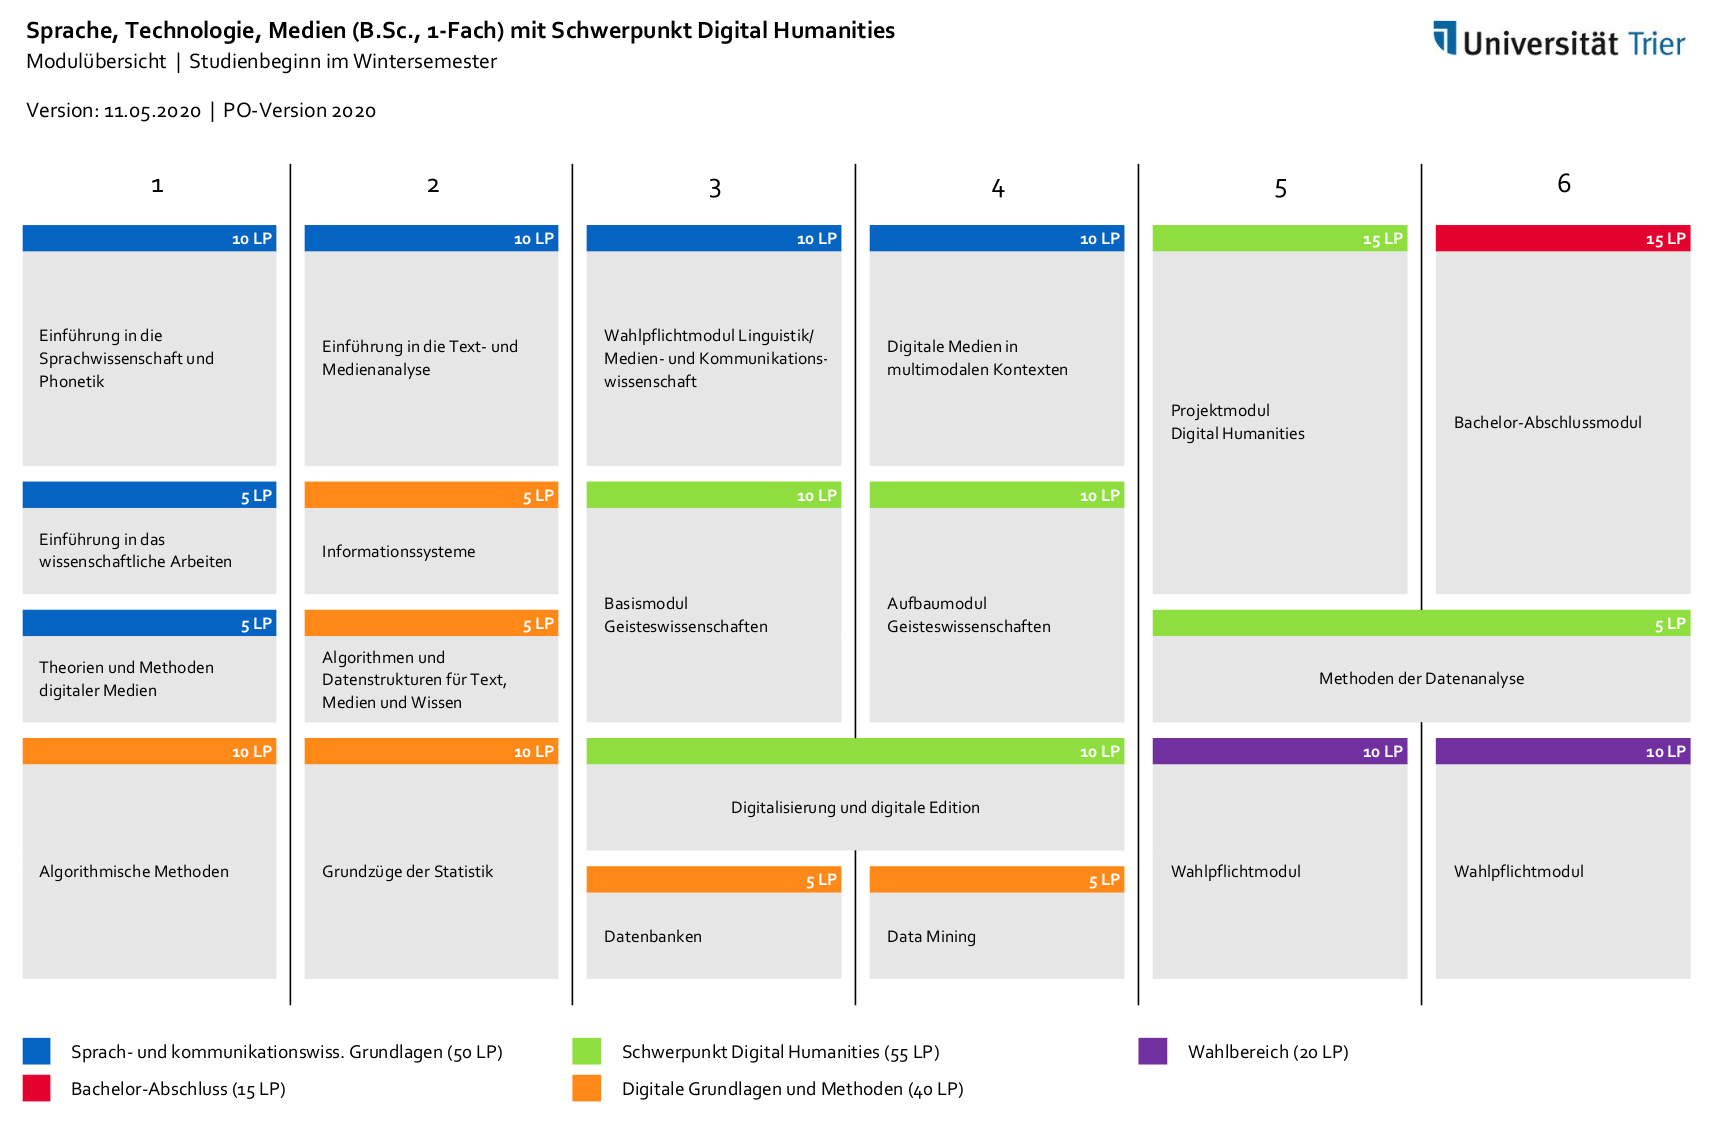 Sprache, Technologie, Medien (B.Sc., 1-Fach) mit Schwerpunkt Digital Humanities
Modulübersicht | Studienbeginn im Wintersemester
Version: 11.05.2020 | PO-Version 2020
Universität Trier
1
2
3
4
5
6
10 LP
Einführung in die
Sprachwissenschaft und
Phonetik
5 LP
Einführung in das
wissenschaftliche Arbeiten
5 LP
Theorien und Methoden
digitaler Medien
10 LP
Algorithmische Methoden
10 LP
Einführung in die Text- und
Medienanalyse
5 LP
Informationssysteme
5 LP
Algorithmen und
Datenstrukturen für Text,
Medien und Wissen
10 LP
Grundzüge der Statistik
10 LP
Wahlpflichtmodul Linguistik/
Medien- und Kommunikations-
wissenschaft
10 LP
Basismodul
Geisteswissenschaften
10 LP
Digitale Medien in
multimodalen Kontexten
10 LP
Aufbaumodul
Geisteswissenschaften
10 LP
Digitalisierung und digitale Edition
5 LP
Datenbanken
5 LP
Data Mining
15 LP
Projektmodul
Digital Humanities
15 LP
Bachelor-Abschlussmodul
5 LP
Methoden der Datenanalyse
10 LP
Wahlpflichtmodul
10 LP
Wahlpflichtmodul
Sprach- und kommunikationswiss. Grundlagen (50 LP)
Bachelor-Abschluss (15 LP)
Schwerpunkt Digital Humanities (55 LP)
Digitale Grundlagen und Methoden (40 LP)
Wahlbereich (20 LP)